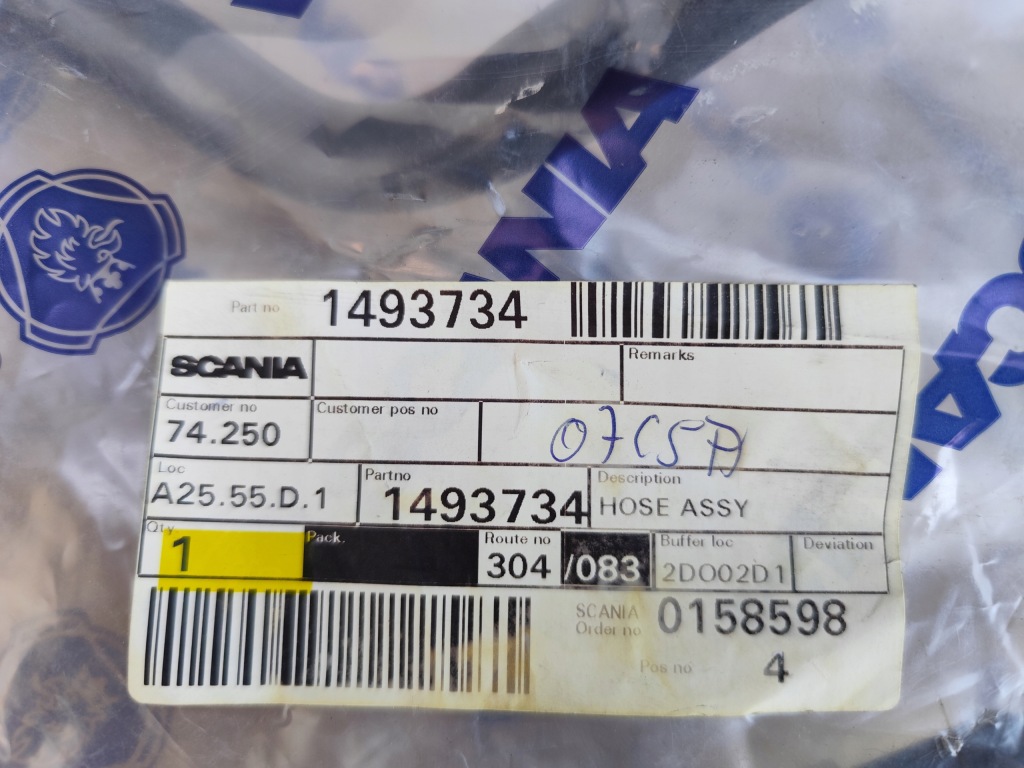 Part no 1493734
SCANIA
Remarks
Customer no
74.250
Customer pos no
Loc
A25.55.D.1
Partno
1493734
Description
HOSE ASSY
Qty
1
Pack.
Route no
304 /083
Buffer loc
2D002D1
Deviation
SCANIA
Order no
0158598
Pos no 4